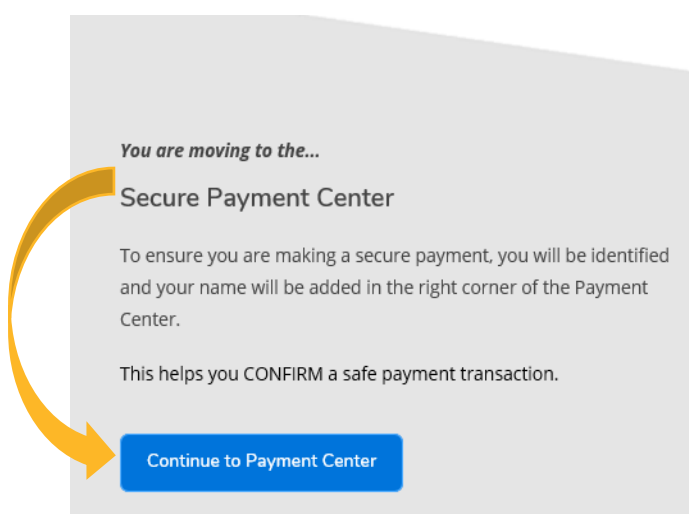 You are moving to the...
Secure Payment Center
To ensure you are making a secure payment, you will be identified
and your name will be added in the right corner of the Payment
Center.
This helps you CONFIRM a safe payment transaction.
Continue to Payment Center